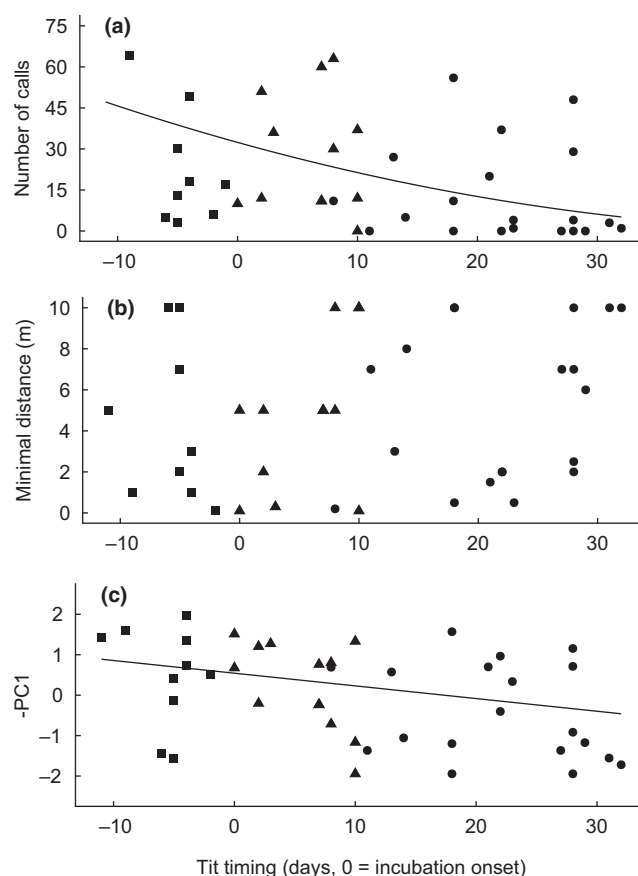 (a)
Number of calls
75
60
45
30
15
0
–10 0 10 20 30
(b)
Minimal distance (m)
10
8
6
4
2
0
–10 0 10 20 30
(c)
-PC1
2
1
0
–1
–2
–10 0 10 20 30
Tit timing (days, 0 = incubation onset)